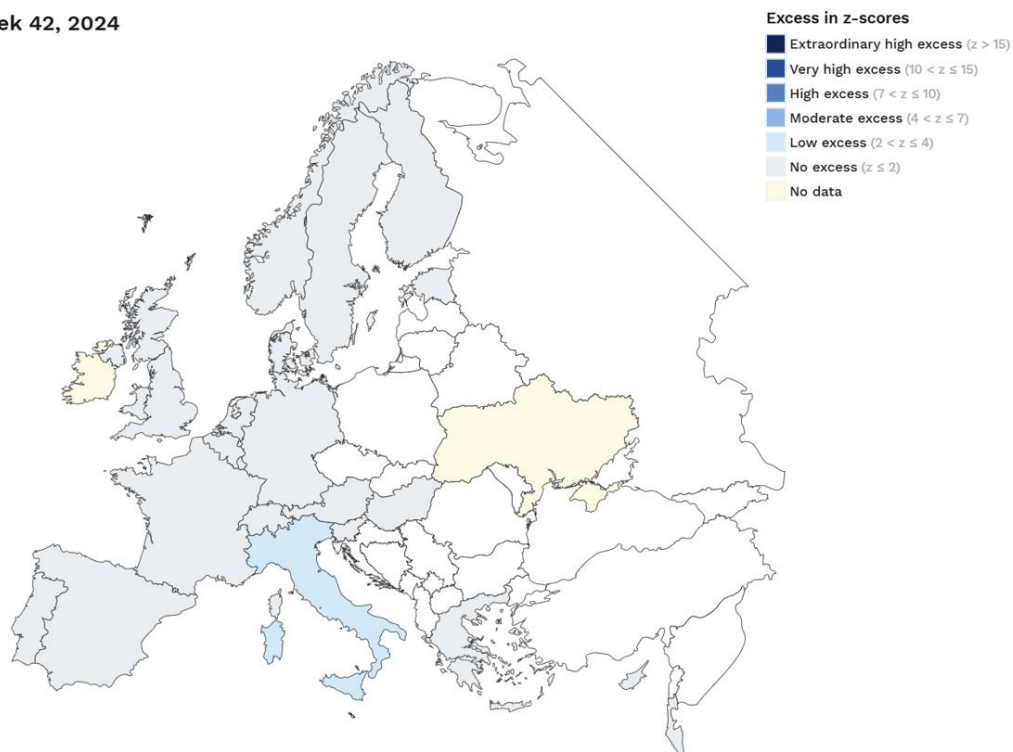 ek 42, 2024
Excess in z-scores
Extraordinary high excess (z > 15)
Very high excess (10 < z ≤ 15)
High excess (7 < z ≤ 10)
Moderate excess (4 < z ≤ 7)
Low excess (2 < z ≤ 4)
No excess (z ≤ 2)
No data